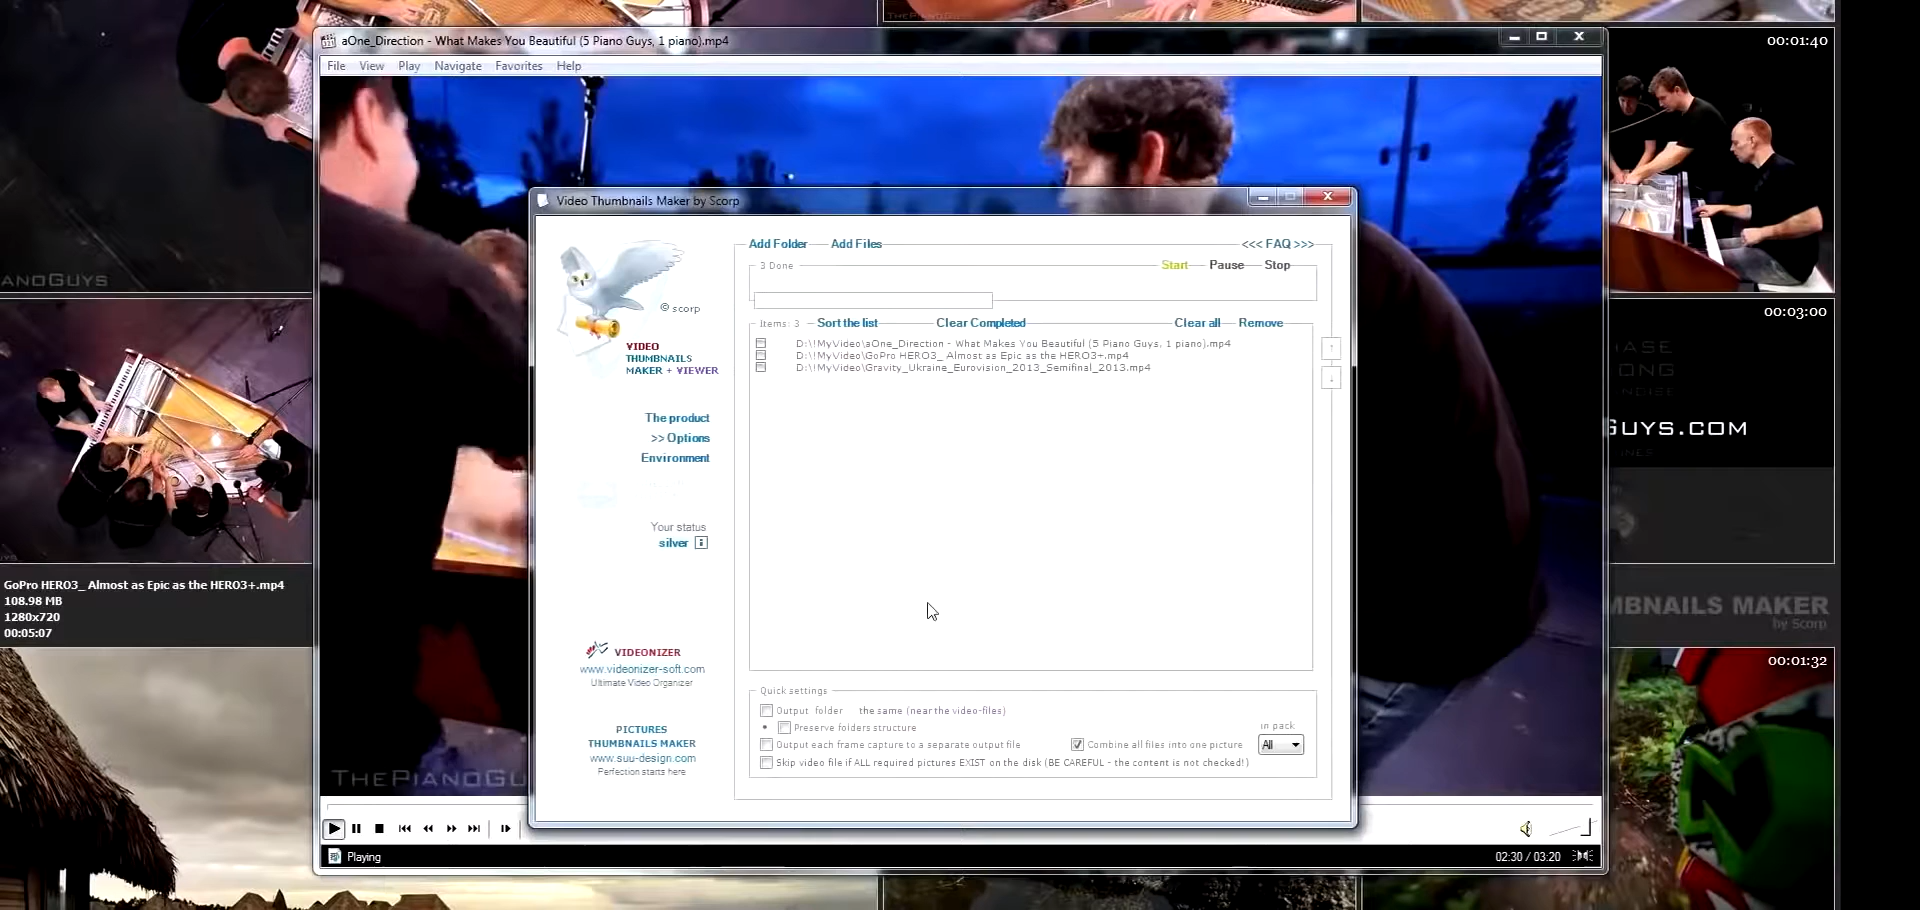 aOne_Direction - What Makes You Beautiful (5 Piano Guys, 1 piano).mp4
File View Play Navigate Favorites Help
00:01:40
Video Thumbnails Maker by Scorp
Add Folder Add Files <<< FAQ >>>
3 Done Start Pause Stop
© scorp
Items: 3 Sort the list Clear Completed Clear all Remove
D:\!MyVideo\aOne_Direction - What Makes You Beautiful (5 Piano Guys, 1 piano).mp4
D:\!MyVideo\GoPro HERO3_ Almost as Epic as the HERO3+.mp4
D:\!MyVideo\Gravity_Ukraine_Eurovision_2013_Semifinal_2013.mp4
VIDEO
THUMBNAILS
MAKER + VIEWER
The product
>> Options
Environment
Your status
silver
VIDEONIZER
www.videonizer-soft.com
Ultimate Video Organizer
PICTURES
THUMBNAILS MAKER
www.suu-design.com
Perfection starts here
Quick settings
Output folder the same (near the video-files)
Preserve folders structure
in pack
Output each frame capture to a separate output file Combine all files into one picture All
Skip video file if ALL required pictures EXIST on the disk (BE CAREFUL - the content is not checked!)
THEPIANOGU
Playing 02:30 / 03:20
ANOGUYS
GoPro HERO3_ Almost as Epic as the HERO3+.mp4
108.98 MB
1280x720
00:05:07
00:03:00
GUYS.COM
MBNAILS MAKER
by Scorp
00:01:32